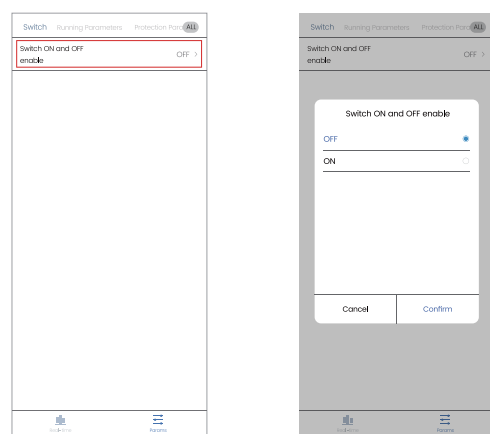 Switch Running Parameters Protection Para ALL
Switch ON and OFF
enable
OFF >
Params
Switch Running Parameters Protection Para ALL
Switch ON and OFF
enable
OFF >
Switch ON and OFF enable
OFF
ON
Cancel Confirm
Params